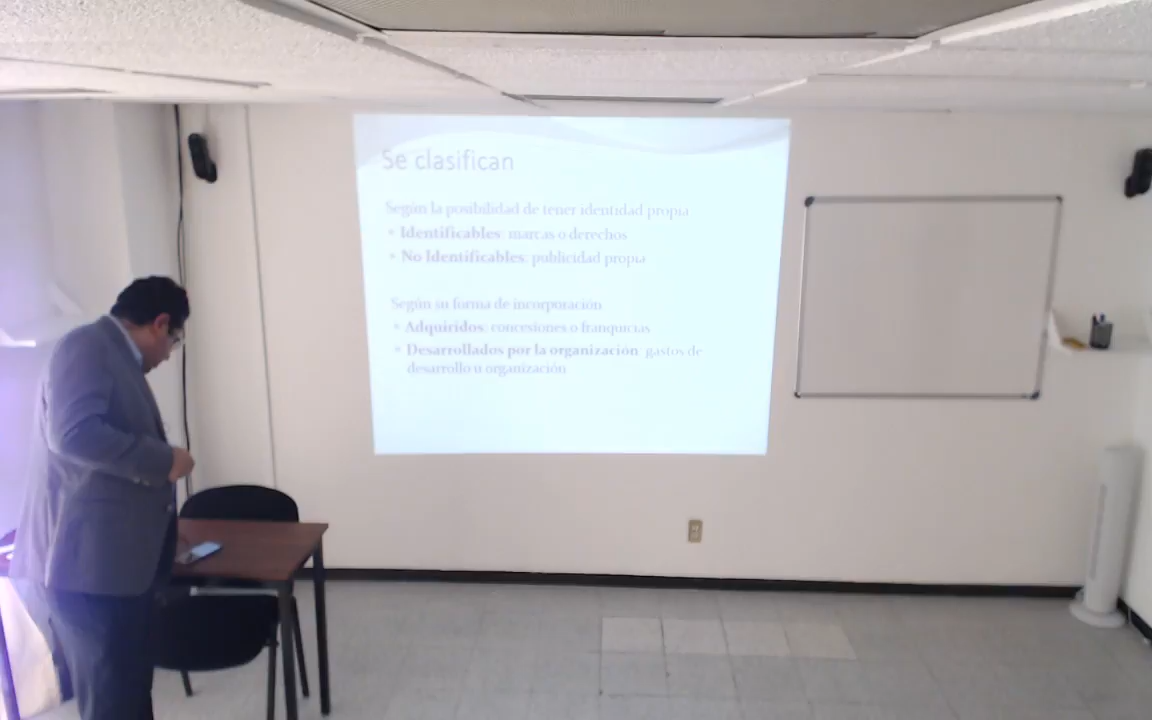 Se clasifican
Según la posibilidad de tener identidad propia
• Identificables: marcas o derechos
• No Identificables: publicidad propia
Según su forma de incorporación
• Adquiridos: concesiones o franquicias
• Desarrollados por la organización: gastos de
desarrollo u organización